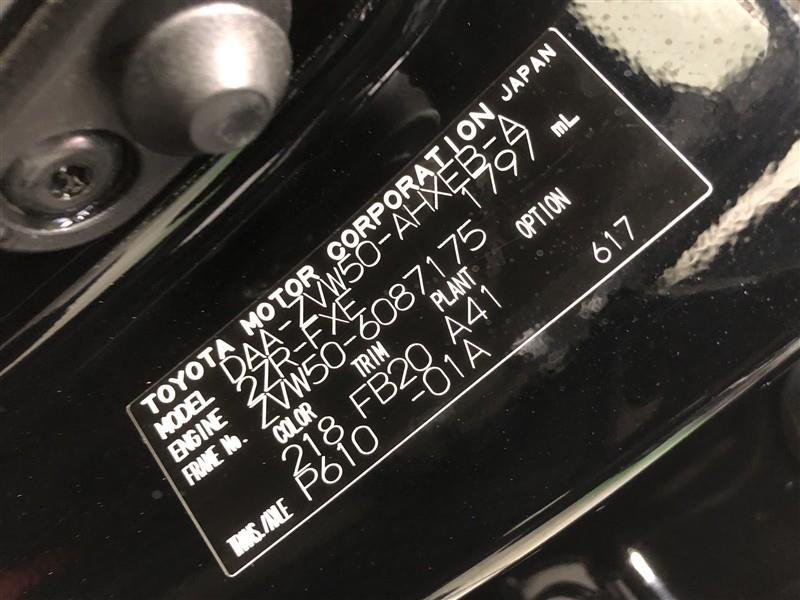 TOYOTA MOTOR CORPORATION JAPAN
MODEL DAA-ZVW50-AHXEB-A
ENGINE 2ZR-FXE 1797 mL
FRAME No. ZVW50-6087175
COLOR TRIM PLANT OPTION
218 FB20 A41 617
TRANS./AXLE P610 -01A